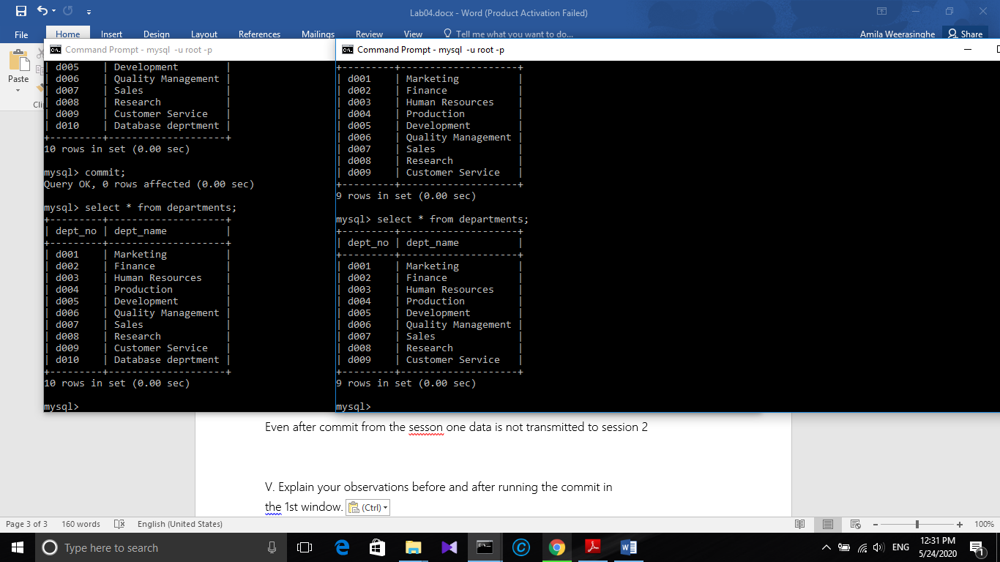 Lab04.docx - Word (Product Activation Failed)
File Home Insert Design Layout References Mailings Review View Tell me what you want to do... Amila Weerasinghe Share
Paste
Cli
Command Prompt - mysql -u root -p
| d005 | Development |
| d006 | Quality Management |
| d007 | Sales |
| d008 | Research |
| d009 | Customer Service |
| d010 | Database deprtment |
+---------+--------------------+
10 rows in set (0.00 sec)
mysql> commit;
Query OK, 0 rows affected (0.00 sec)
mysql> select * from departments;
+---------+--------------------+
| dept_no | dept_name |
+---------+--------------------+
| d001 | Marketing |
| d002 | Finance |
| d003 | Human Resources |
| d004 | Production |
| d005 | Development |
| d006 | Quality Management |
| d007 | Sales |
| d008 | Research |
| d009 | Customer Service |
| d010 | Database deprtment |
+---------+--------------------+
10 rows in set (0.00 sec)
mysql>
Command Prompt - mysql -u root -p
+---------+--------------------+
| d001 | Marketing |
| d002 | Finance |
| d003 | Human Resources |
| d004 | Production |
| d005 | Development |
| d006 | Quality Management |
| d007 | Sales |
| d008 | Research |
| d009 | Customer Service |
+---------+--------------------+
9 rows in set (0.00 sec)
mysql> select * from departments;
+---------+--------------------+
| dept_no | dept_name |
+---------+--------------------+
| d001 | Marketing |
| d002 | Finance |
| d003 | Human Resources |
| d004 | Production |
| d005 | Development |
| d006 | Quality Management |
| d007 | Sales |
| d008 | Research |
| d009 | Customer Service |
+---------+--------------------+
9 rows in set (0.00 sec)
mysql>
Even after commit from the sesson one data is not transmitted to session 2
V. Explain your observations before and after running the commit in
the 1st window. (Ctrl)
Page 3 of 3 160 words English (United States) 100%
Type here to search
ENG 12:31 PM
5/24/2020 1